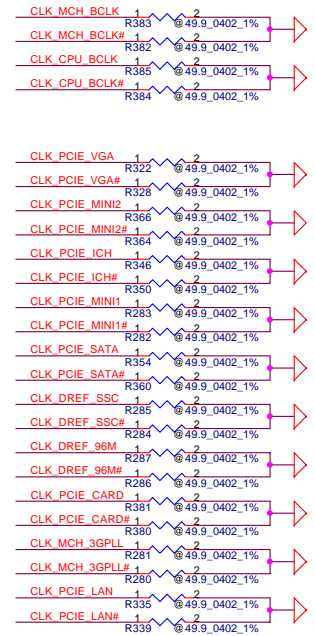 CLK_MCH_BCLK 1 2
R383 @49.9_0402_1%
CLK_MCH_BCLK# 1 2
R382 @49.9_0402_1%
CLK_CPU_BCLK 1 2
R385 @49.9_0402_1%
CLK_CPU_BCLK# 1 2
R384 @49.9_0402_1%
CLK_PCIE_VGA 1 2
R322 @49.9_0402_1%
CLK_PCIE_VGA# 1 2
R328 @49.9_0402_1%
CLK_PCIE_MINI2 1 2
R366 @49.9_0402_1%
CLK_PCIE_MINI2# 1 2
R364 @49.9_0402_1%
CLK_PCIE_ICH 1 2
R346 @49.9_0402_1%
CLK_PCIE_ICH# 1 2
R350 @49.9_0402_1%
CLK_PCIE_MINI1 1 2
R283 @49.9_0402_1%
CLK_PCIE_MINI1# 1 2
R282 @49.9_0402_1%
CLK_PCIE_SATA 1 2
R354 @49.9_0402_1%
CLK_PCIE_SATA# 1 2
R360 @49.9_0402_1%
CLK_DREF_SSC 1 2
R285 @49.9_0402_1%
CLK_DREF_SSC# 1 2
R284 @49.9_0402_1%
CLK_DREF_96M 1 2
R287 @49.9_0402_1%
CLK_DREF_96M# 1 2
R286 @49.9_0402_1%
CLK_PCIE_CARD 1 2
R381 @49.9_0402_1%
CLK_PCIE_CARD# 1 2
R380 @49.9_0402_1%
CLK_MCH_3GPLL 1 2
R281 @49.9_0402_1%
CLK_MCH_3GPLL# 1 2
R280 @49.9_0402_1%
CLK_PCIE_LAN 1 2
R335 @49.9_0402_1%
CLK_PCIE_LAN# 1 2
R339 @49.9_0402_1%